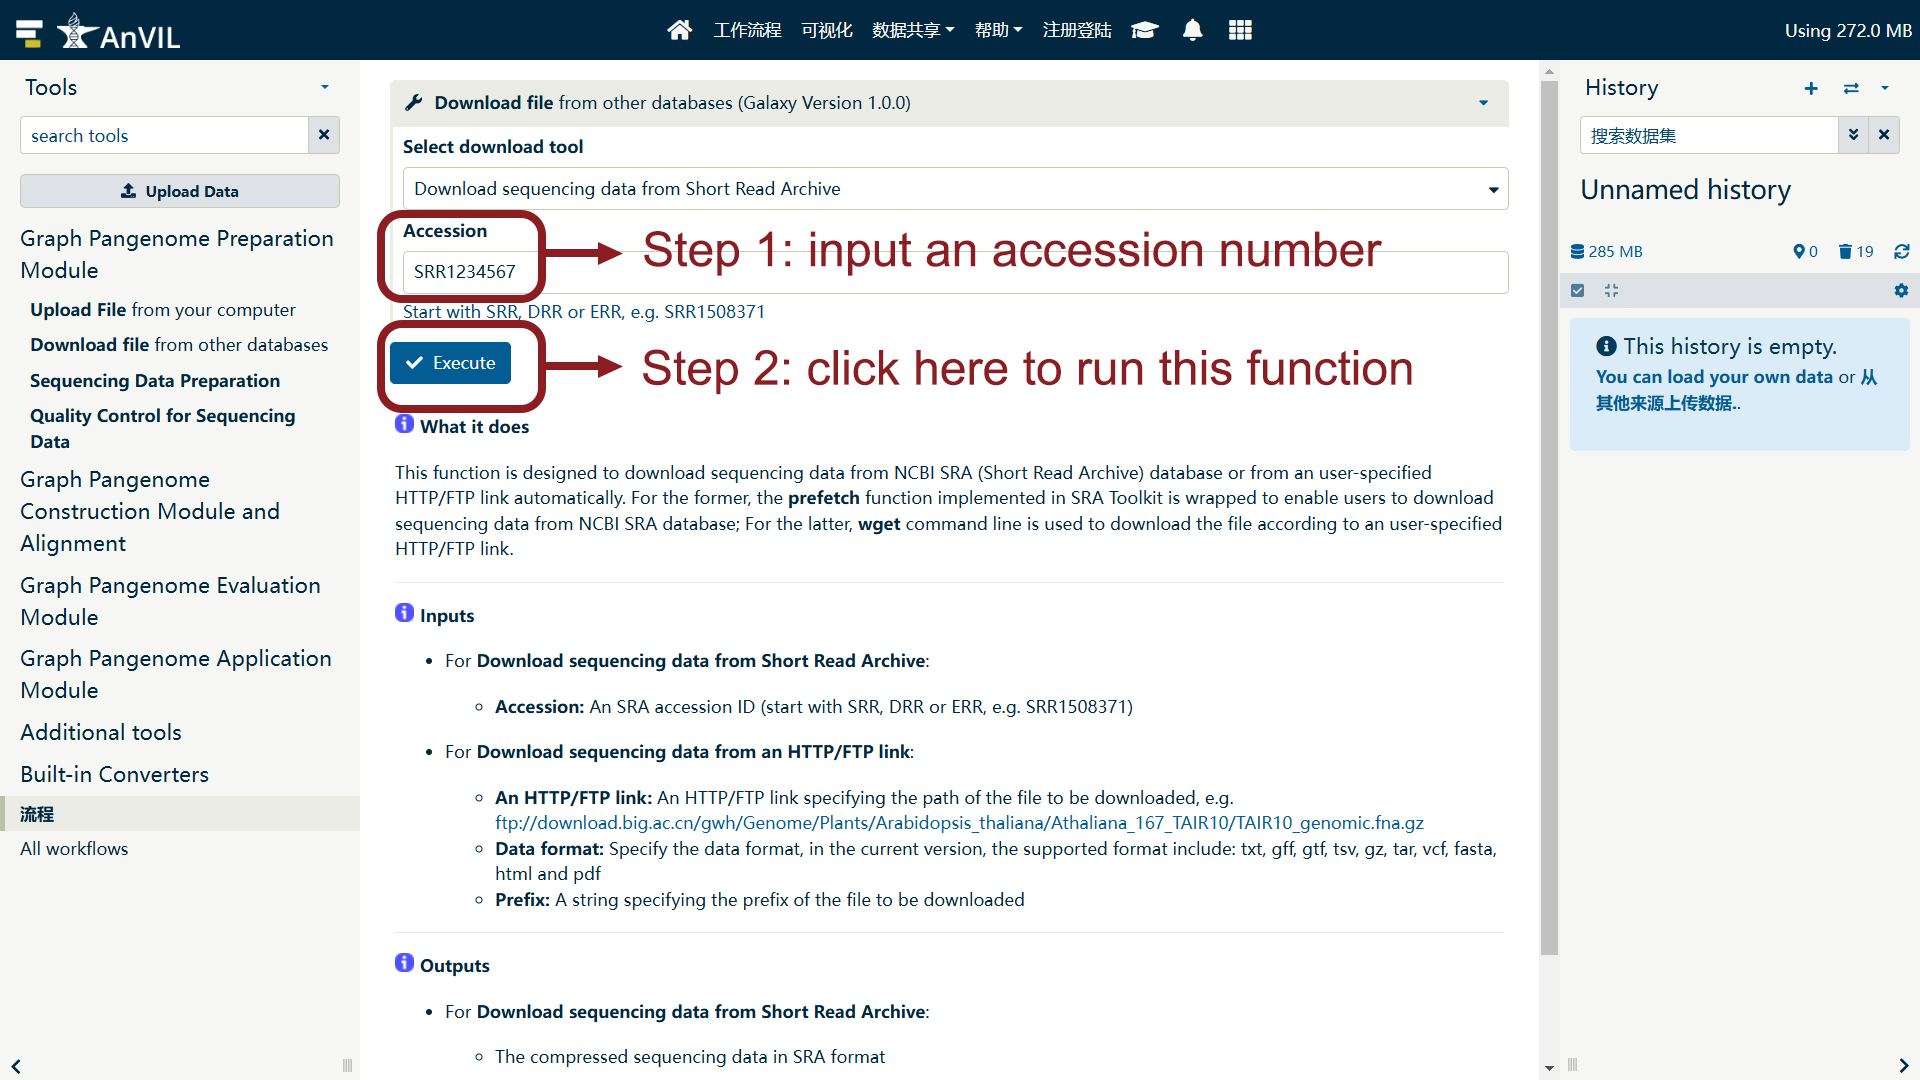 AnVIL
工作流程 可视化 数据共享 帮助 注册登陆
Using 272.0 MB
Tools
search tools
Upload Data
Graph Pangenome Preparation
Module
Upload File from your computer
Download file from other databases
Sequencing Data Preparation
Quality Control for Sequencing
Data
Graph Pangenome
Construction Module and
Alignment
Graph Pangenome Evaluation
Module
Graph Pangenome Application
Module
Additional tools
Built-in Converters
流程
All workflows
Download file from other databases (Galaxy Version 1.0.0)
Select download tool
Download sequencing data from Short Read Archive
Accession
SRR1234567
Step 1: input an accession number
Start with SRR, DRR or ERR, e.g. SRR1508371
Execute
Step 2: click here to run this function
What it does
This function is designed to download sequencing data from NCBI SRA (Short Read Archive) database or from an user-specified
HTTP/FTP link automatically. For the former, the prefetch function implemented in SRA Toolkit is wrapped to enable users to download
sequencing data from NCBI SRA database; For the latter, wget command line is used to download the file according to an user-specified
HTTP/FTP link.
Inputs
• For Download sequencing data from Short Read Archive:
◦ Accession: An SRA accession ID (start with SRR, DRR or ERR, e.g. SRR1508371)
• For Download sequencing data from an HTTP/FTP link:
◦ An HTTP/FTP link: An HTTP/FTP link specifying the path of the file to be downloaded, e.g.
ftp://download.big.ac.cn/gwh/Genome/Plants/Arabidopsis_thaliana/Athaliana_167_TAIR10/TAIR10_genomic.fna.gz
◦ Data format: Specify the data format, in the current version, the supported format include: txt, gff, gtf, tsv, gz, tar, vcf, fasta,
html and pdf
◦ Prefix: A string specifying the prefix of the file to be downloaded
Outputs
• For Download sequencing data from Short Read Archive:
◦ The compressed sequencing data in SRA format
History
搜索数据集
Unnamed history
285 MB 0 19
This history is empty.
You can load your own data or 从
其他来源上传数据..